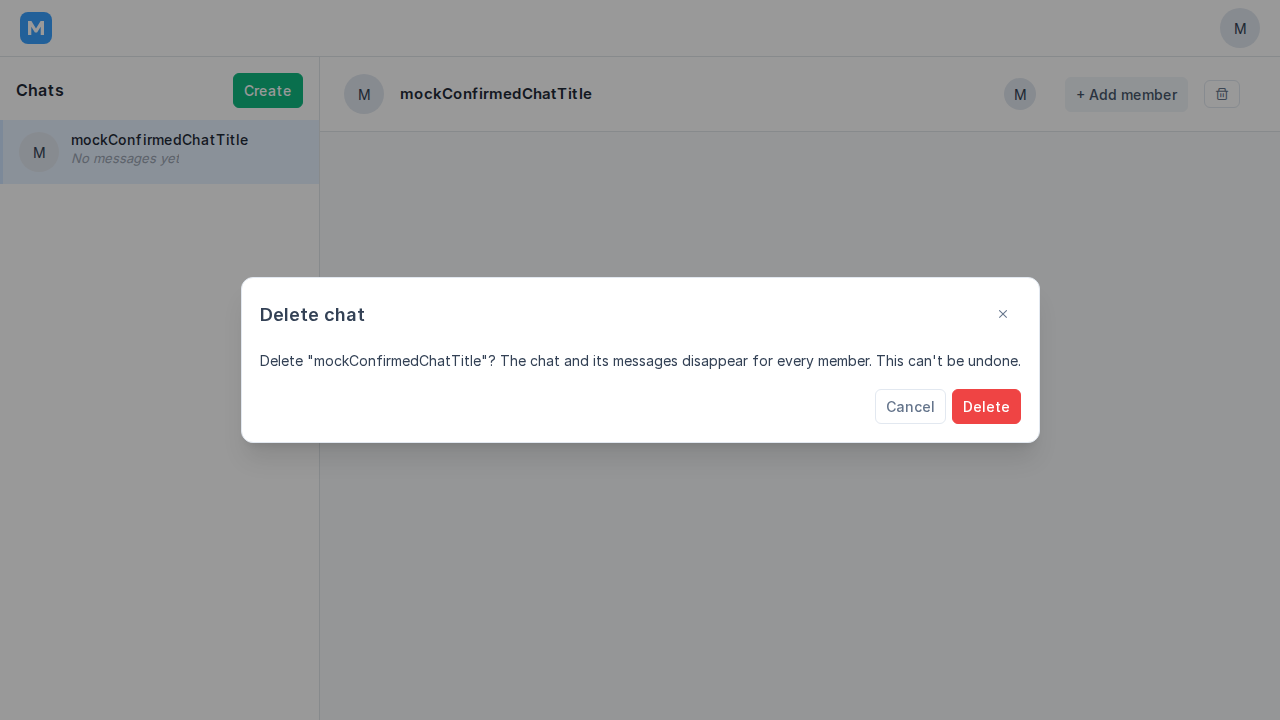 M
M
Chats
Create
M
mockConfirmedChatTitle
No messages yet
M
mockConfirmedChatTitle
M
+ Add member
Delete chat
Delete "mockConfirmedChatTitle"? The chat and its messages disappear for every member. This can't be undone.
Cancel
Delete